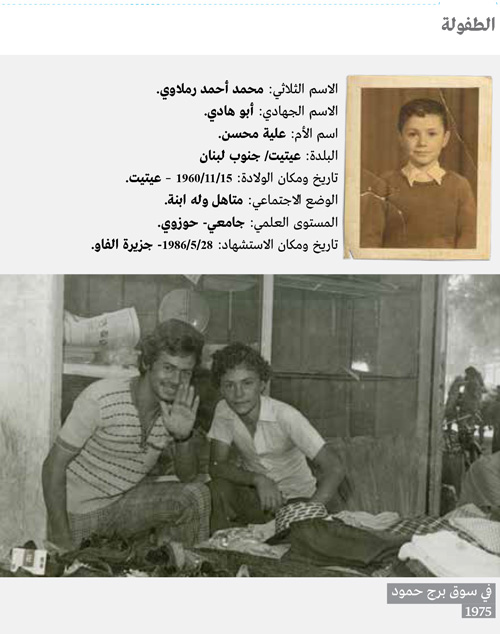 الطفولة
الاسم الثلاثي: محمد أحمد رملاوي.
الاسم الجهادي: أبو هادي.
اسم الأم: علية محسن.
البلدة: عيتيت/ جنوب لبنان
تاريخ ومكان الولادة: 1960/11/15 - عيتيت.
الوضع الاجتماعي: متاهل وله ابنة.
المستوى العلمي: جامعي- حوزوي.
تاريخ ومكان الاستشهاد: 1986/5/28- جزيرة الفاو.
في سوق برج حمود
1975